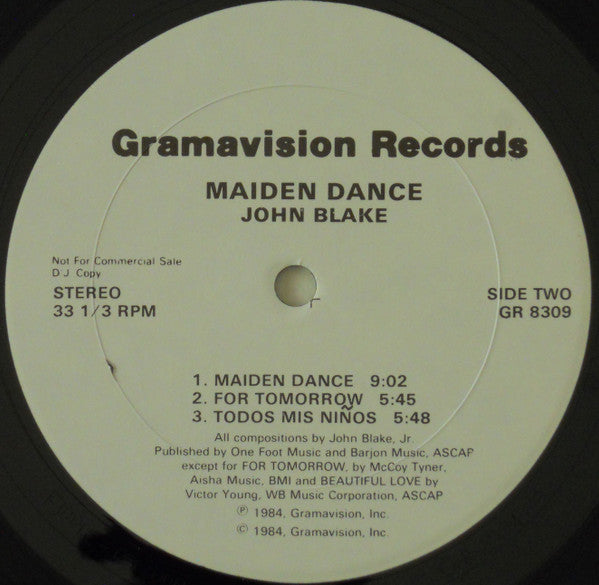 Gramavision Records
MAIDEN DANCE
JOHN BLAKE
Not For Commercial Sale
D.J. Copy
STEREO
33 1/3 RPM
SIDE TWO
GR 8309
1. MAIDEN DANCE 9:02
2. FOR TOMORROW 5:45
3. TODOS MIS NIÑOS 5:48
All compositions by John Blake, Jr.
Published by One Foot Music and Barjon Music, ASCAP
except for FOR TOMORROW, by McCoy Tyner,
Aisha Music, BMI and BEAUTIFUL LOVE by
Victor Young, WB Music Corporation, ASCAP
℗ 1984, Gramavision, Inc.
© 1984, Gramavision, Inc.